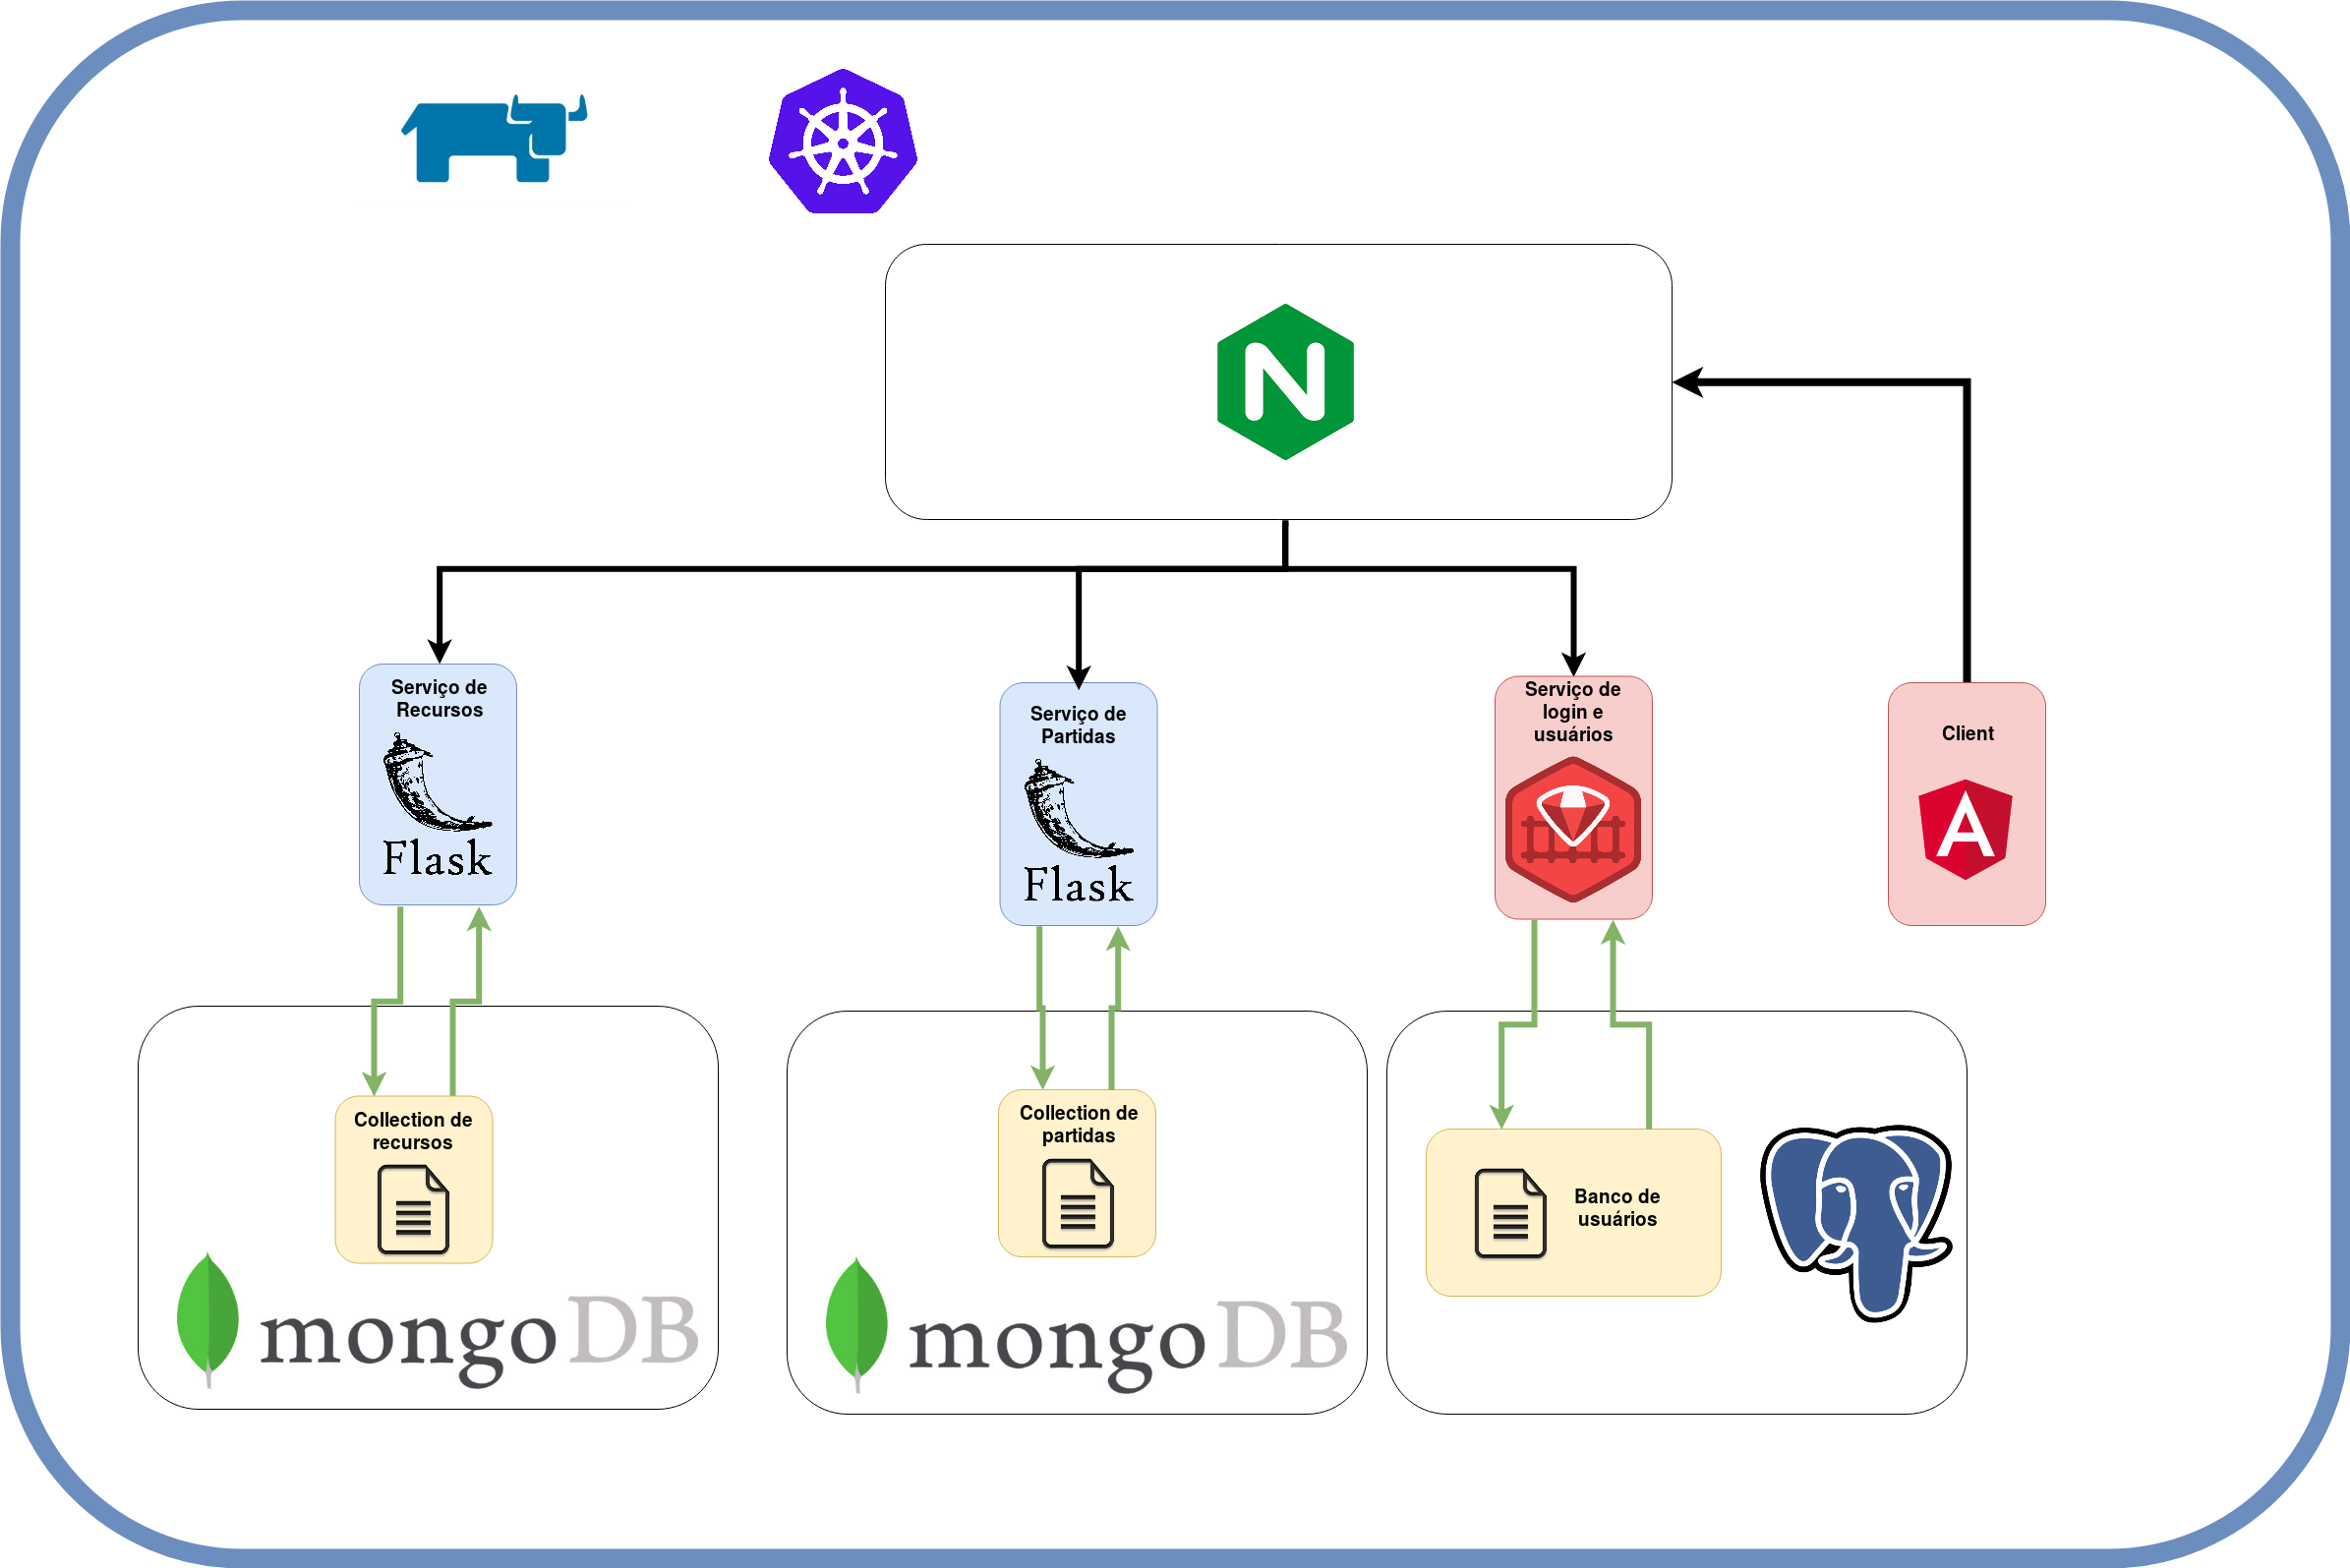 Serviço de
Recursos
Flask
Serviço de
Partidas
Flask
Serviço de
login e
usuários
Client
A
N
Collection de
recursos
mongoDB
Collection de
partidas
mongoDB
Banco de
usuários